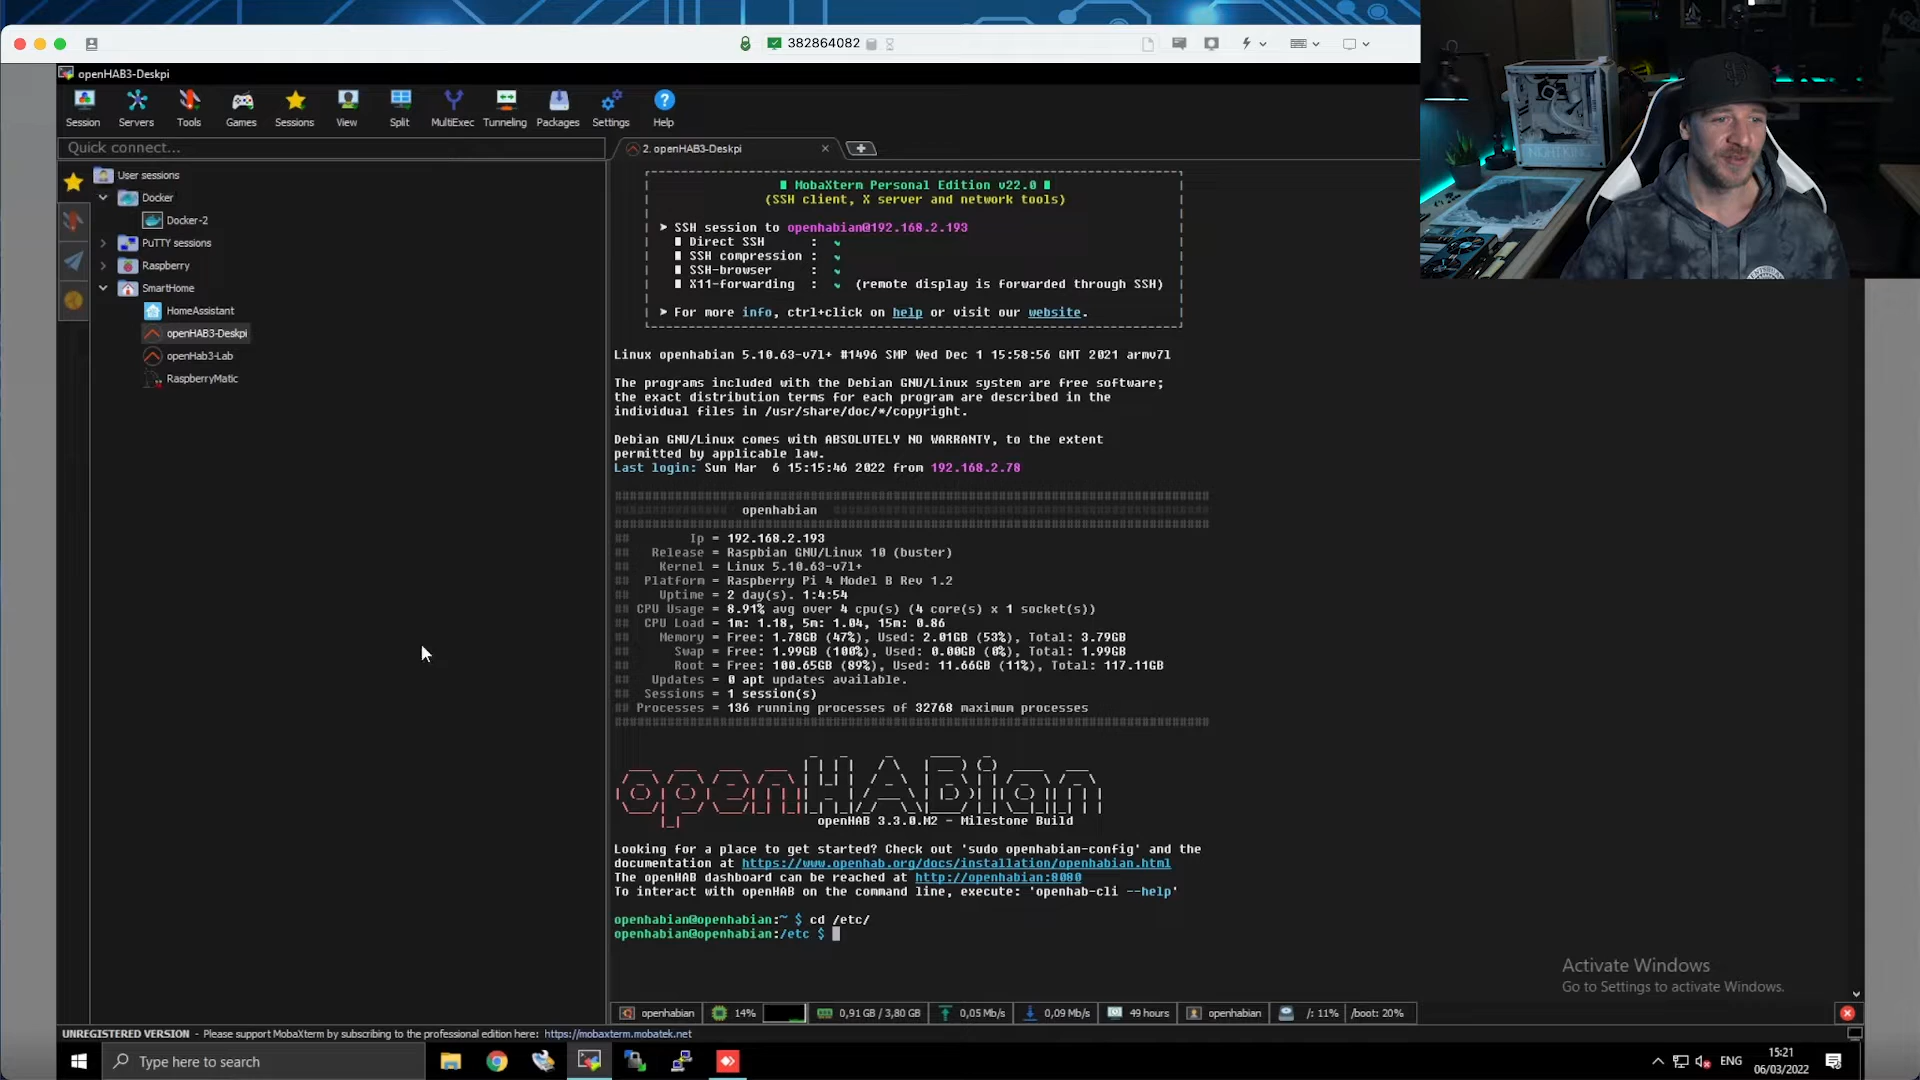 382864082
openHAB3-Deskpi
Session Servers Tools Games Sessions View Split MultiExec Tunneling Packages Settings Help
Quick connect...
2. openHAB3-Deskpi
User sessions
Docker
Docker-2
PuTTY sessions
Raspberry
SmartHome
HomeAssistant
openHAB3-Deskpi
openHab3-Lab
RaspberryMatic
MobaXterm Personal Edition v22.0
(SSH client, X server and network tools)
SSH session to openhabian@192.168.2.193
Direct SSH :
SSH compression :
SSH-browser :
X11-forwarding : (remote display is forwarded through SSH)
For more info, ctrl+click on help or visit our website.
Linux openhabian 5.10.63-v7l+ #1496 SMP Wed Dec 1 15:58:56 GMT 2021 armv7l
The programs included with the Debian GNU/Linux system are free software;
the exact distribution terms for each program are described in the
individual files in /usr/share/doc/*/copyright.
Debian GNU/Linux comes with ABSOLUTELY NO WARRANTY, to the extent
permitted by applicable law.
Last login: Sun Mar 6 15:15:46 2022 from 192.168.2.78
openhabian
## Ip = 192.168.2.193
## Release = Raspbian GNU/Linux 10 (buster)
## Kernel = Linux 5.10.63-v7l+
## Platform = Raspberry Pi 4 Model B Rev 1.2
## Uptime = 2 day(s). 1:4:54
## CPU Usage = 8.91% avg over 4 cpu(s) (4 core(s) x 1 socket(s))
## CPU Load = 1m: 1.18, 5m: 1.04, 15m: 0.86
## Memory = Free: 1.78GB (47%), Used: 2.01GB (53%), Total: 3.79GB
## Swap = Free: 1.99GB (100%), Used: 0.00GB (0%), Total: 1.99GB
## Root = Free: 100.65GB (89%), Used: 11.66GB (11%), Total: 117.11GB
## Updates = 0 apt updates available.
## Sessions = 1 session(s)
## Processes = 136 running processes of 32768 maximum processes
openHABian
openHAB 3.3.0.M2 - Milestone Build
Looking for a place to get started? Check out 'sudo openhabian-config' and the
documentation at https://www.openhab.org/docs/installation/openhabian.html
The openHAB dashboard can be reached at http://openhabian:8080
To interact with openHAB on the command line, execute: 'openhab-cli --help'
openhabian@openhabian:~ $ cd /etc/
openhabian@openhabian:/etc $
Activate Windows
Go to Settings to activate Windows.
openhabian 14% 0,91 GB / 3,80 GB 0,05 Mb/s 0,09 Mb/s 49 hours openhabian /: 11% /boot: 20%
UNREGISTERED VERSION - Please support MobaXterm by subscribing to the professional edition here: https://mobaxterm.mobatek.net
Type here to search
ENG
15:21
06/03/2022